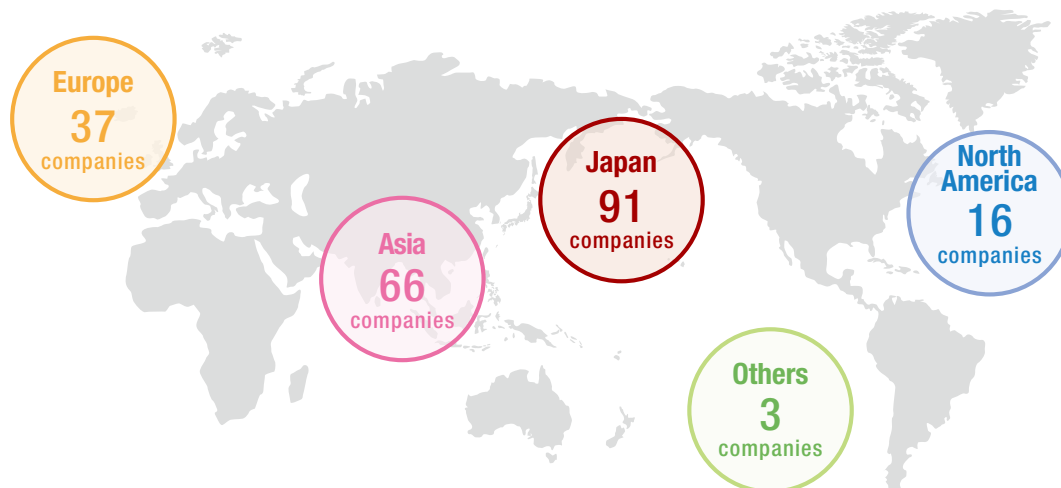 Europe
37
companies
Asia
66
companies
Japan
91
companies
North
America
16
companies
Others
3
companies